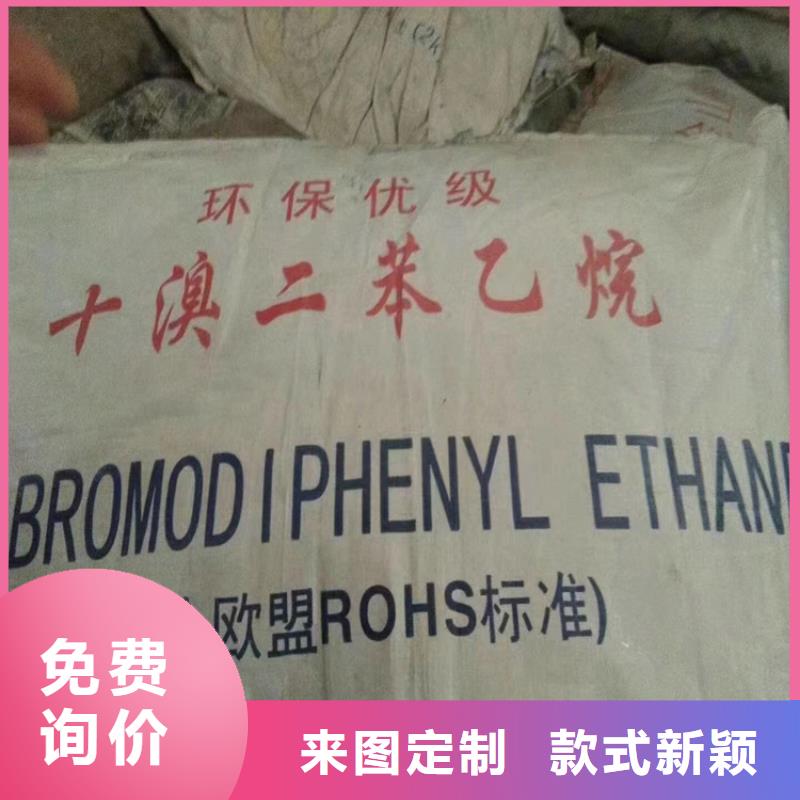 环保优级
十溴二苯乙烷
BROMODIPHENYL ETHAN
欧盟ROHS标准)
免费
询价
来图定制 款式新颖